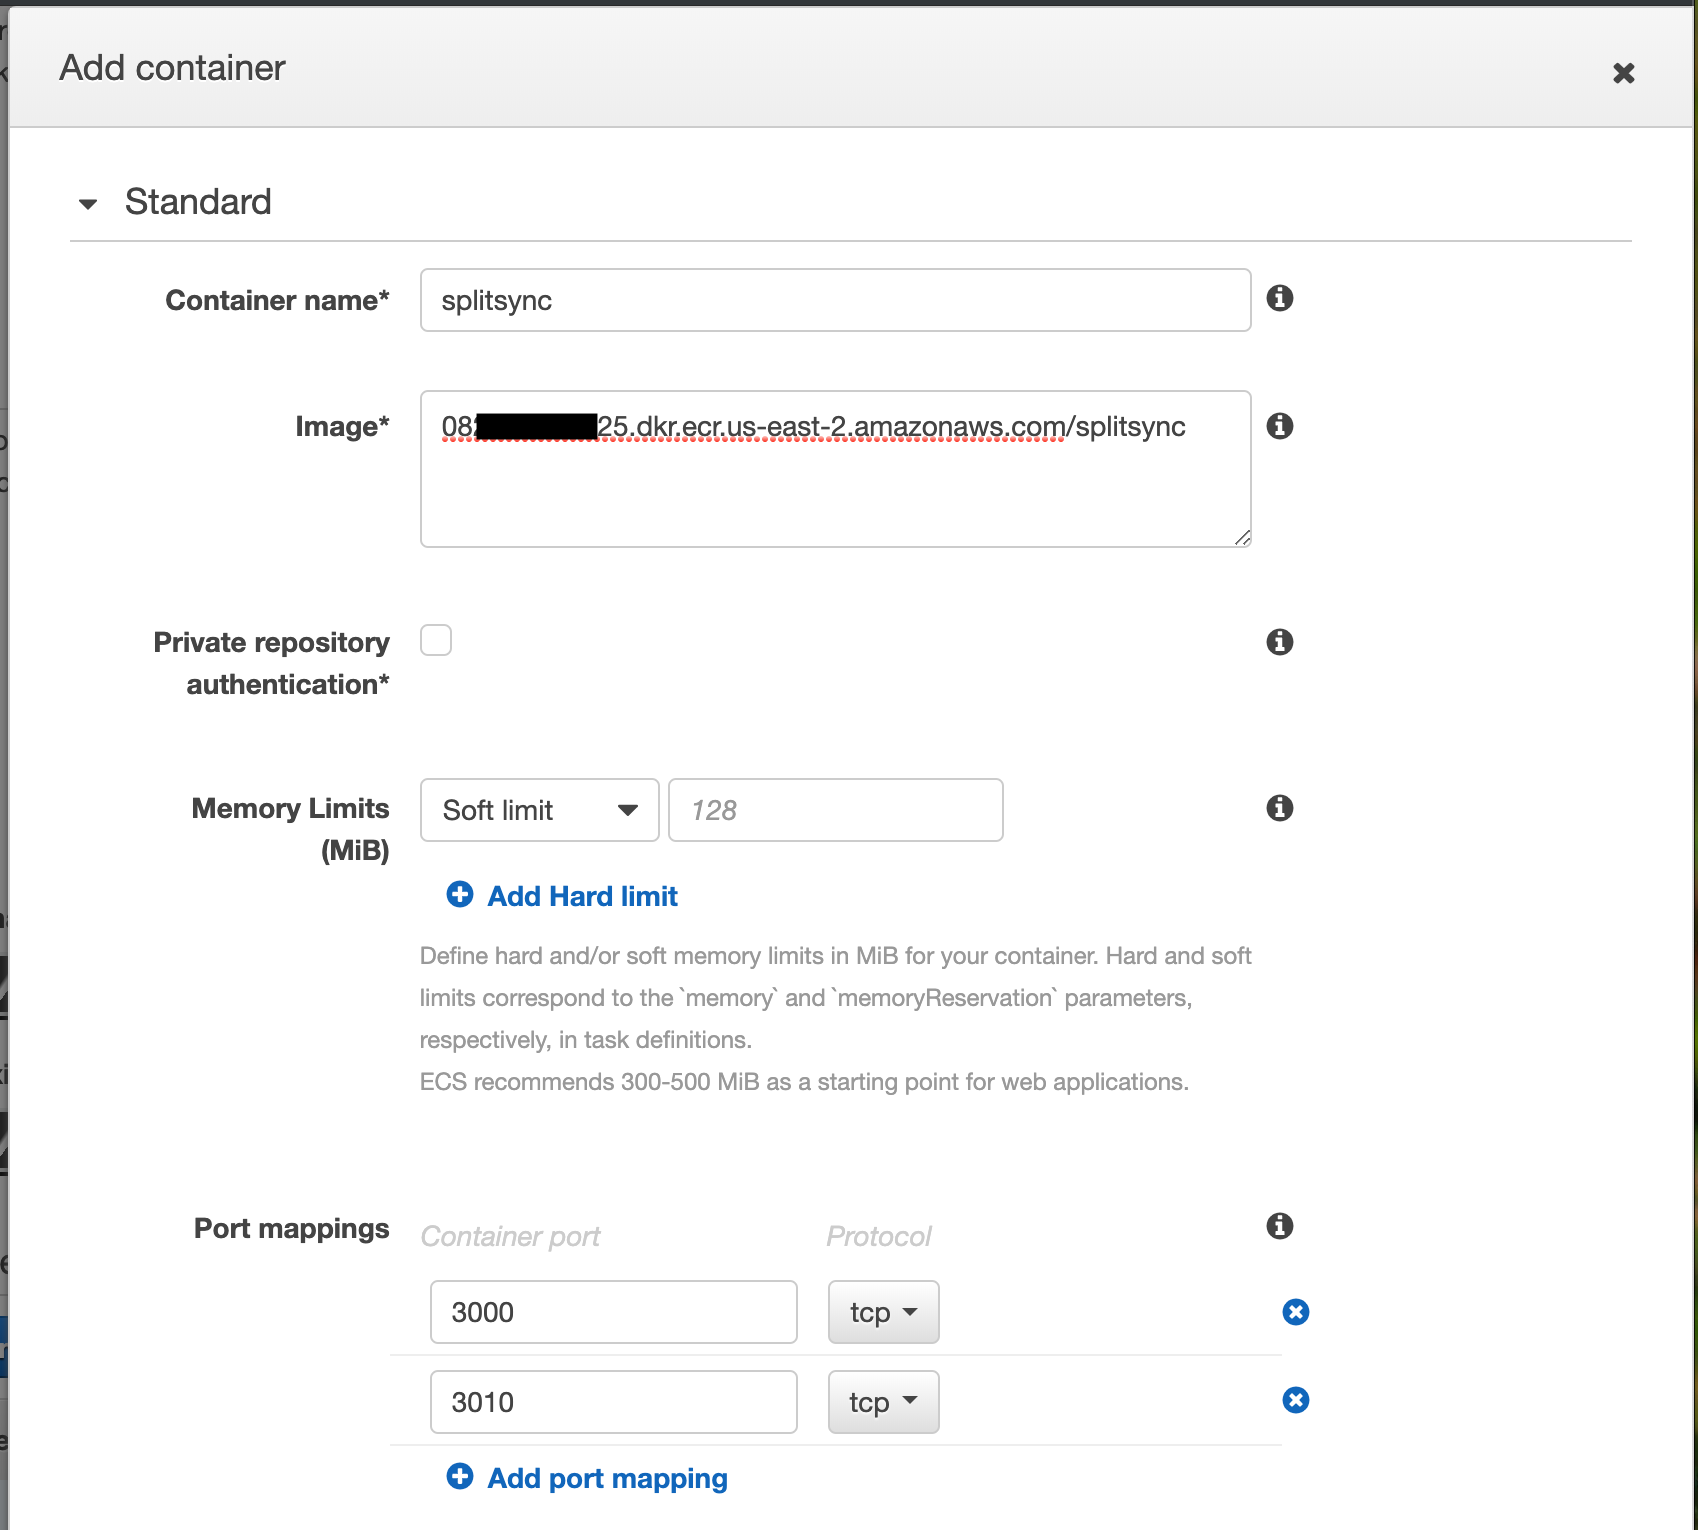 Add container
Standard
Container name*
splitsync
Image*
08 25.dkr.ecr.us-east-2.amazonaws.com/splitsync
Private repository
authentication*
Memory Limits
(MiB)
Soft limit
128
Add Hard limit
Define hard and/or soft memory limits in MiB for your container. Hard and soft
limits correspond to the `memory` and `memoryReservation` parameters,
respectively, in task definitions.
ECS recommends 300-500 MiB as a starting point for web applications.
Port mappings
Container port
Protocol
3000
tcp
3010
tcp
Add port mapping